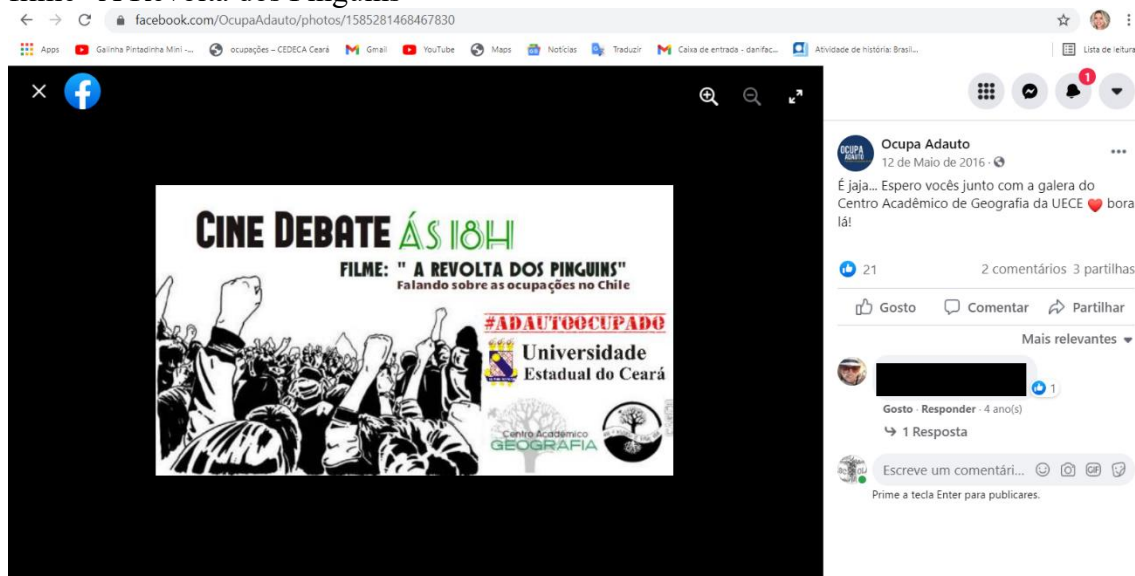 filme "A Revolta dos Pinguins"
facebook.com/OcupaAdauto/photos/1585281468467830
Apps Galinha Pintadinha Mini -... ocupações – CEDECA Ceará Gmail YouTube Maps Notícias Traduzir Caixa de entrada - danifac... Atividade de história: Brasil... Lista de leitura
1
CINE DEBATE ÁS 18H
FILME: " A REVOLTA DOS PINGUINS"
Falando sobre as ocupações no Chile
#ADAUTOOCUPADO
Universidade
Estadual do Ceará
Centro Acadêmico
GEOGRAFIA
OCUPA
ADAUTO
Ocupa Adauto
12 de Maio de 2016
É jaja... Espero vocês junto com a galera do
Centro Acadêmico de Geografia da UECE ❤ bora
lá!
21 2 comentários 3 partilhas
Gosto Comentar Partilhar
Mais relevantes
1
Gosto · Responder · 4 ano(s)
1 Resposta
Escreve um comentári... GIF
Prime a tecla Enter para publicares.